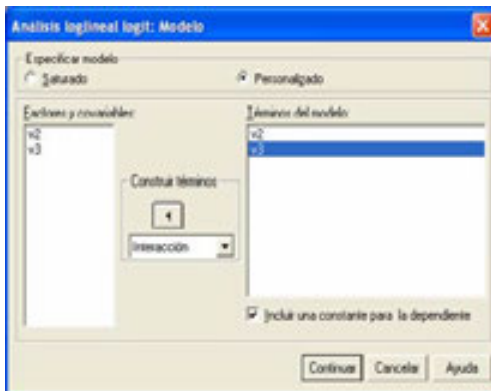 Análisis loglineal logit: Modelo
Especificar modelo
Saturado
Personalizado
Factores y covariables:
v2
v3
Construir términos
Interacción
Términos del modelo:
v2
v3
Incluir una constante para la dependiente
Continuar
Cancelar
Ayuda